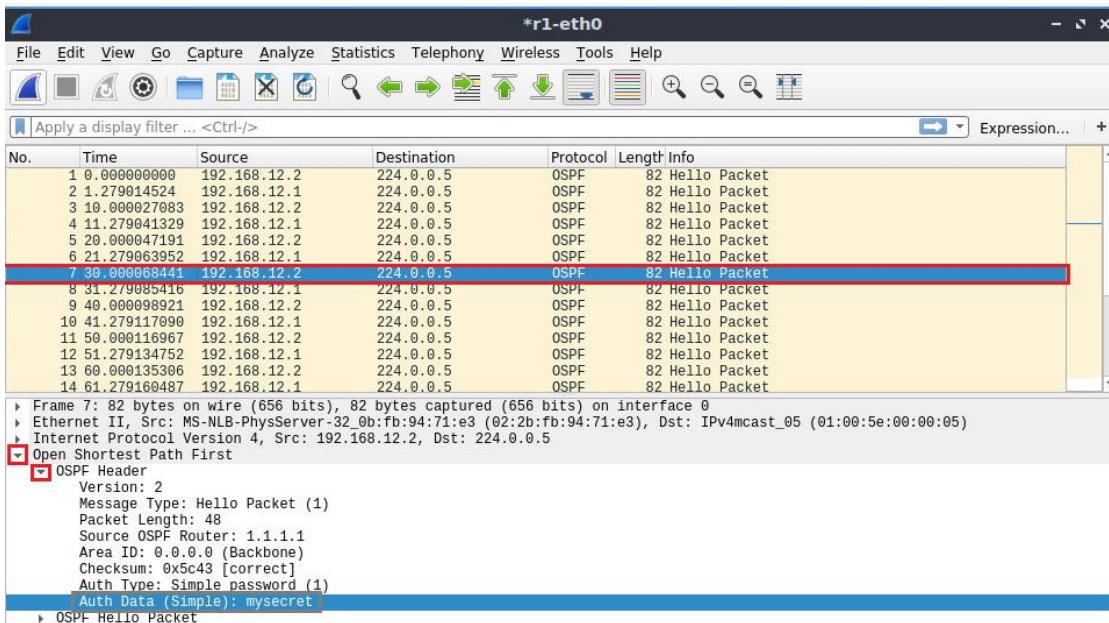 *r1-eth0
File Edit View Go Capture Analyze Statistics Telephony Wireless Tools Help
Apply a display filter ... <Ctrl-/> Expression... +
No. Time Source Destination Protocol Length Info
1 0.000000000 192.168.12.2 224.0.0.5 OSPF 82 Hello Packet
2 1.279014524 192.168.12.1 224.0.0.5 OSPF 82 Hello Packet
3 10.000027083 192.168.12.2 224.0.0.5 OSPF 82 Hello Packet
4 11.279041329 192.168.12.1 224.0.0.5 OSPF 82 Hello Packet
5 20.000047191 192.168.12.2 224.0.0.5 OSPF 82 Hello Packet
6 21.279063952 192.168.12.1 224.0.0.5 OSPF 82 Hello Packet
7 30.000068441 192.168.12.2 224.0.0.5 OSPF 82 Hello Packet
8 31.279085416 192.168.12.1 224.0.0.5 OSPF 82 Hello Packet
9 40.000098921 192.168.12.2 224.0.0.5 OSPF 82 Hello Packet
10 41.279117090 192.168.12.1 224.0.0.5 OSPF 82 Hello Packet
11 50.000116967 192.168.12.2 224.0.0.5 OSPF 82 Hello Packet
12 51.279134752 192.168.12.1 224.0.0.5 OSPF 82 Hello Packet
13 60.000135306 192.168.12.2 224.0.0.5 OSPF 82 Hello Packet
14 61.279160487 192.168.12.1 224.0.0.5 OSPF 82 Hello Packet
Frame 7: 82 bytes on wire (656 bits), 82 bytes captured (656 bits) on interface 0
Ethernet II, Src: MS-NLB-PhysServer-32_0b:fb:94:71:e3 (02:2b:fb:94:71:e3), Dst: IPv4mcast_05 (01:00:5e:00:00:05)
Internet Protocol Version 4, Src: 192.168.12.2, Dst: 224.0.0.5
Open Shortest Path First
OSPF Header
Version: 2
Message Type: Hello Packet (1)
Packet Length: 48
Source OSPF Router: 1.1.1.1
Area ID: 0.0.0.0 (Backbone)
Checksum: 0x5c43 [correct]
Auth Type: Simple password (1)
Auth Data (Simple): mysecret
OSPF Hello Packet